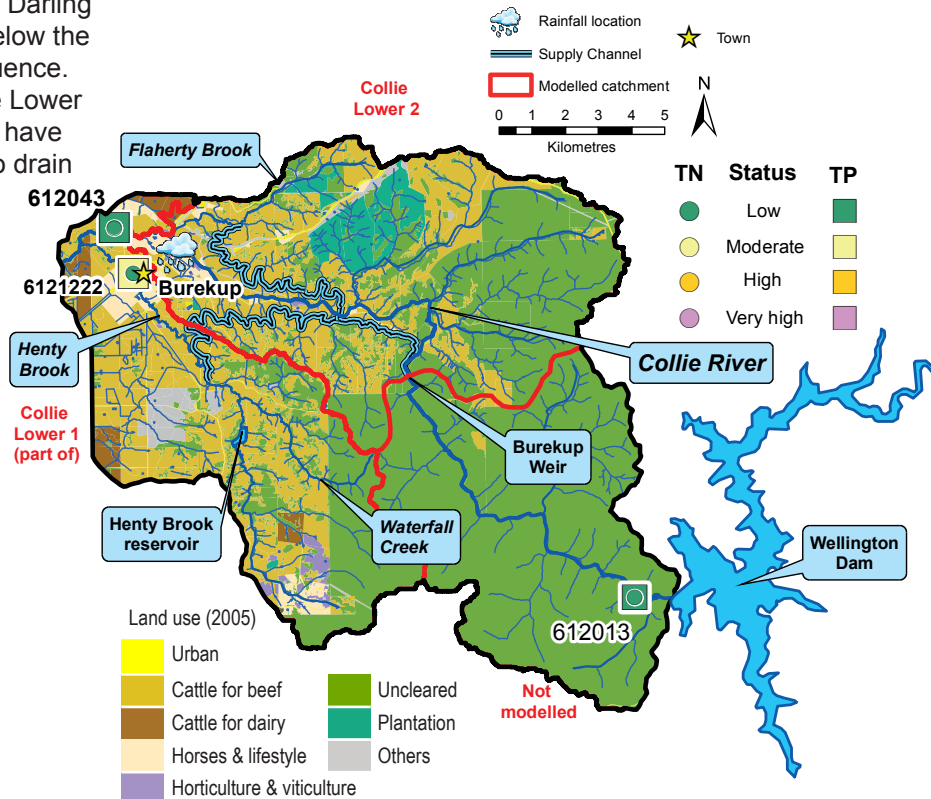 Darling
elow the
uence.
e Lower
have
o drain
Rainfall location
Supply Channel
Modelled catchment
Town
N
0 1 2 3 4 5
Kilometres
TN Status TP
Low
Moderate
High
Very high
Collie
Lower 2
Flaherty Brook
612043
6121222
Burekup
Henty
Brook
Collie River
Collie
Lower 1
(part of)
Burekup
Weir
Henty Brook
reservoir
Waterfall
Creek
Wellington
Dam
612013
Not
modelled
Land use (2005)
Urban
Cattle for beef
Cattle for dairy
Horses & lifestyle
Horticulture & viticulture
Uncleared
Plantation
Others